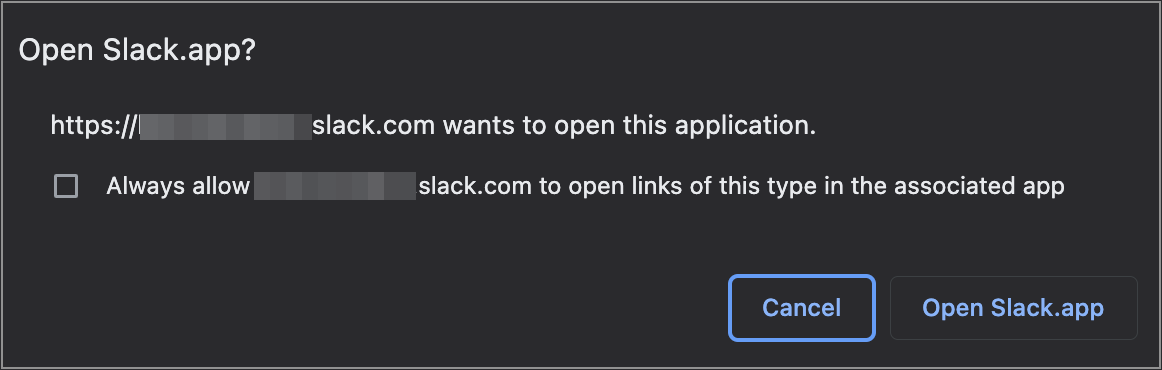 Open Slack.app?
https://slack.com wants to open this application.
Always allow slack.com to open links of this type in the associated app
Cancel
Open Slack.app